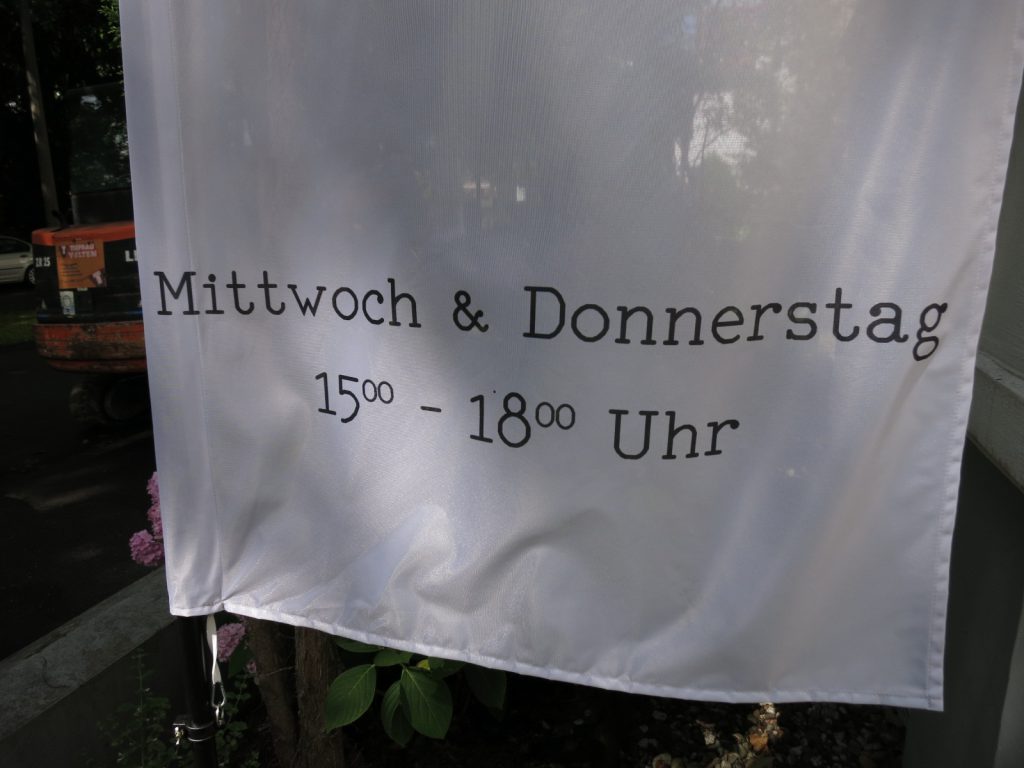 Mittwoch & Donnerstag
15⁰⁰ - 18⁰⁰ Uhr